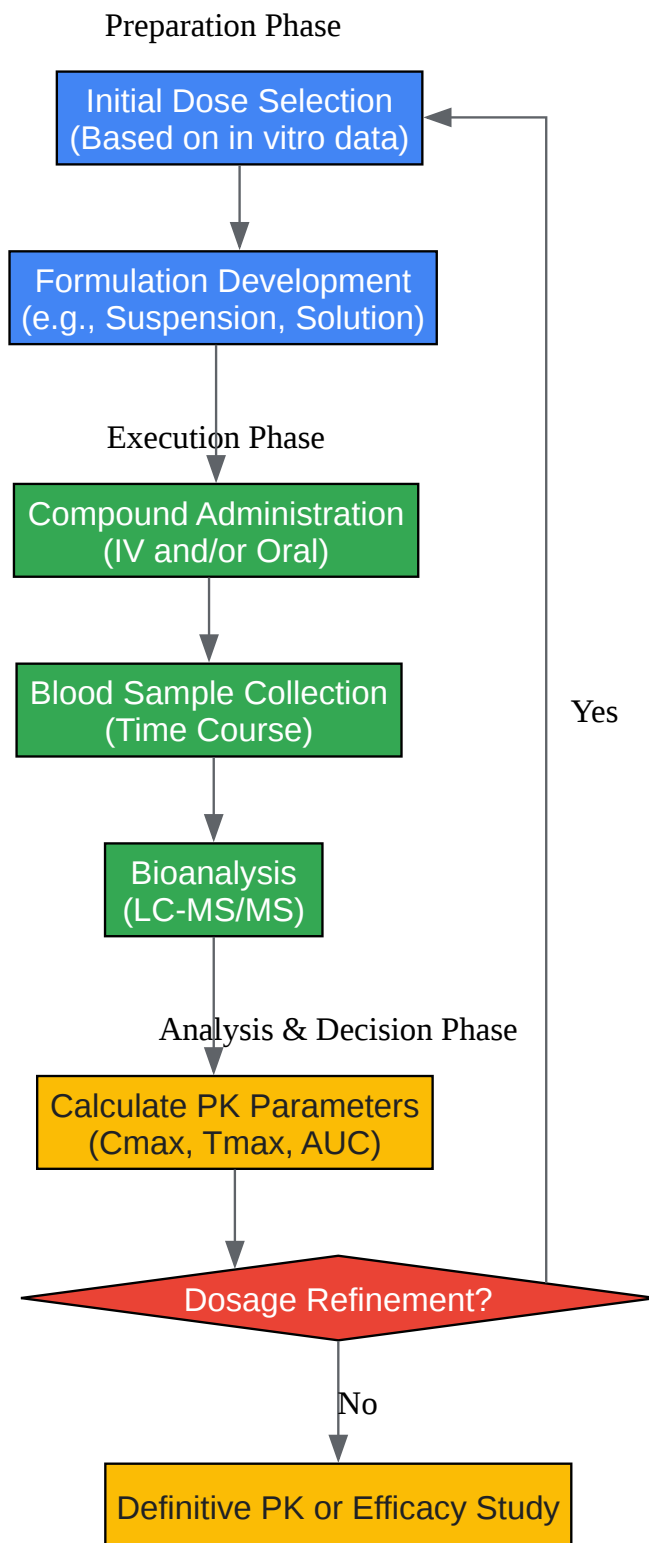 Preparation Phase
Initial Dose Selection
(Based on in vitro data)
Formulation Development
(e.g., Suspension, Solution)
Execution Phase
Compound Administration
(IV and/or Oral)
Blood Sample Collection
(Time Course)
Yes
Bioanalysis
(LC-MS/MS)
Analysis & Decision Phase
Calculate PK Parameters
(Cmax, Tmax, AUC)
Dosage Refinement?
No
Definitive PK or Efficacy Study